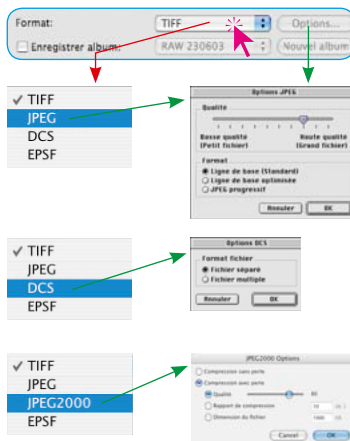 Format: TIFF Options...
Enregistrer album: RAW 230603 Nouvel album
✓ TIFF
JPEG
DCS
EPSF
Options JPEG
Qualité
Basse qualité Haute qualité
(Petit fichier) (Grand fichier)
Format
Ligne de base (Standard)
Ligne de base optimisée
JPEG progressif
Annuler OK
✓ TIFF
JPEG
DCS
EPSF
Options DCS
Format fichier
Fichier séparé
Fichier multiple
Annuler OK
✓ TIFF
JPEG
JPEG2000
EPSF
JPEG2000 Options
Compression sans perte
Compression avec perte
Qualité 80
Rapport de compression 10
Dimension du fichier 1000
Cancel OK